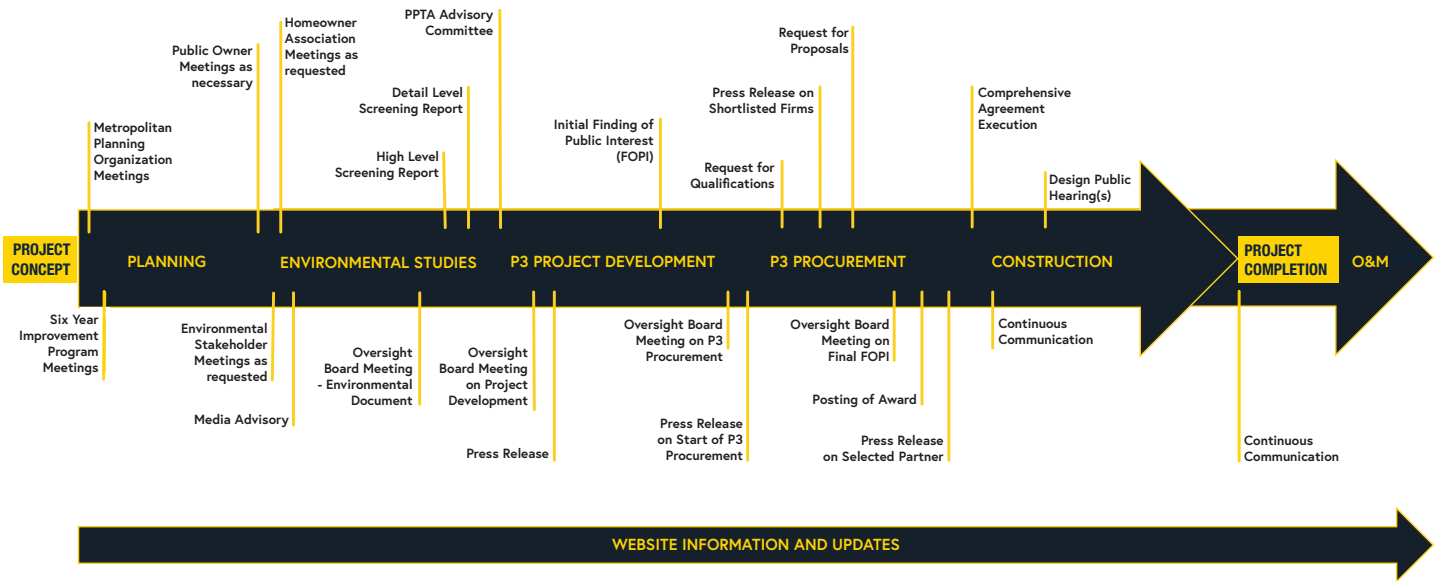 Homeowner
Association
Meetings as
requested
PPTA Advisory
Committee
Public Owner
Meetings as
necessary
Request for
Proposals
Detail Level
Screening Report
Press Release on
Shortlisted Firms
Comprehensive
Agreement
Execution
Metropolitan
Planning
Organization
Meetings
Initial Finding of
Public Interest
(FOPI)
High Level
Screening Report
Request for
Qualifications
Design Public
Hearing(s)
PROJECT
CONCEPT
PLANNING
ENVIRONMENTAL STUDIES
P3 PROJECT DEVELOPMENT
P3 PROCUREMENT
CONSTRUCTION
PROJECT
COMPLETION
O&M
Six Year
Improvement
Program
Meetings
Environmental
Stakeholder
Meetings as
requested
Media Advisory
Oversight
Board Meeting
- Environmental
Document
Oversight
Board Meeting
on Project
Development
Press Release
Oversight Board
Meeting on P3
Procurement
Press Release
on Start of P3
Procurement
Oversight Board
Meeting on
Final FOPI
Posting of Award
Press Release
on Selected Partner
Continuous
Communication
Continuous
Communication
WEBSITE INFORMATION AND UPDATES